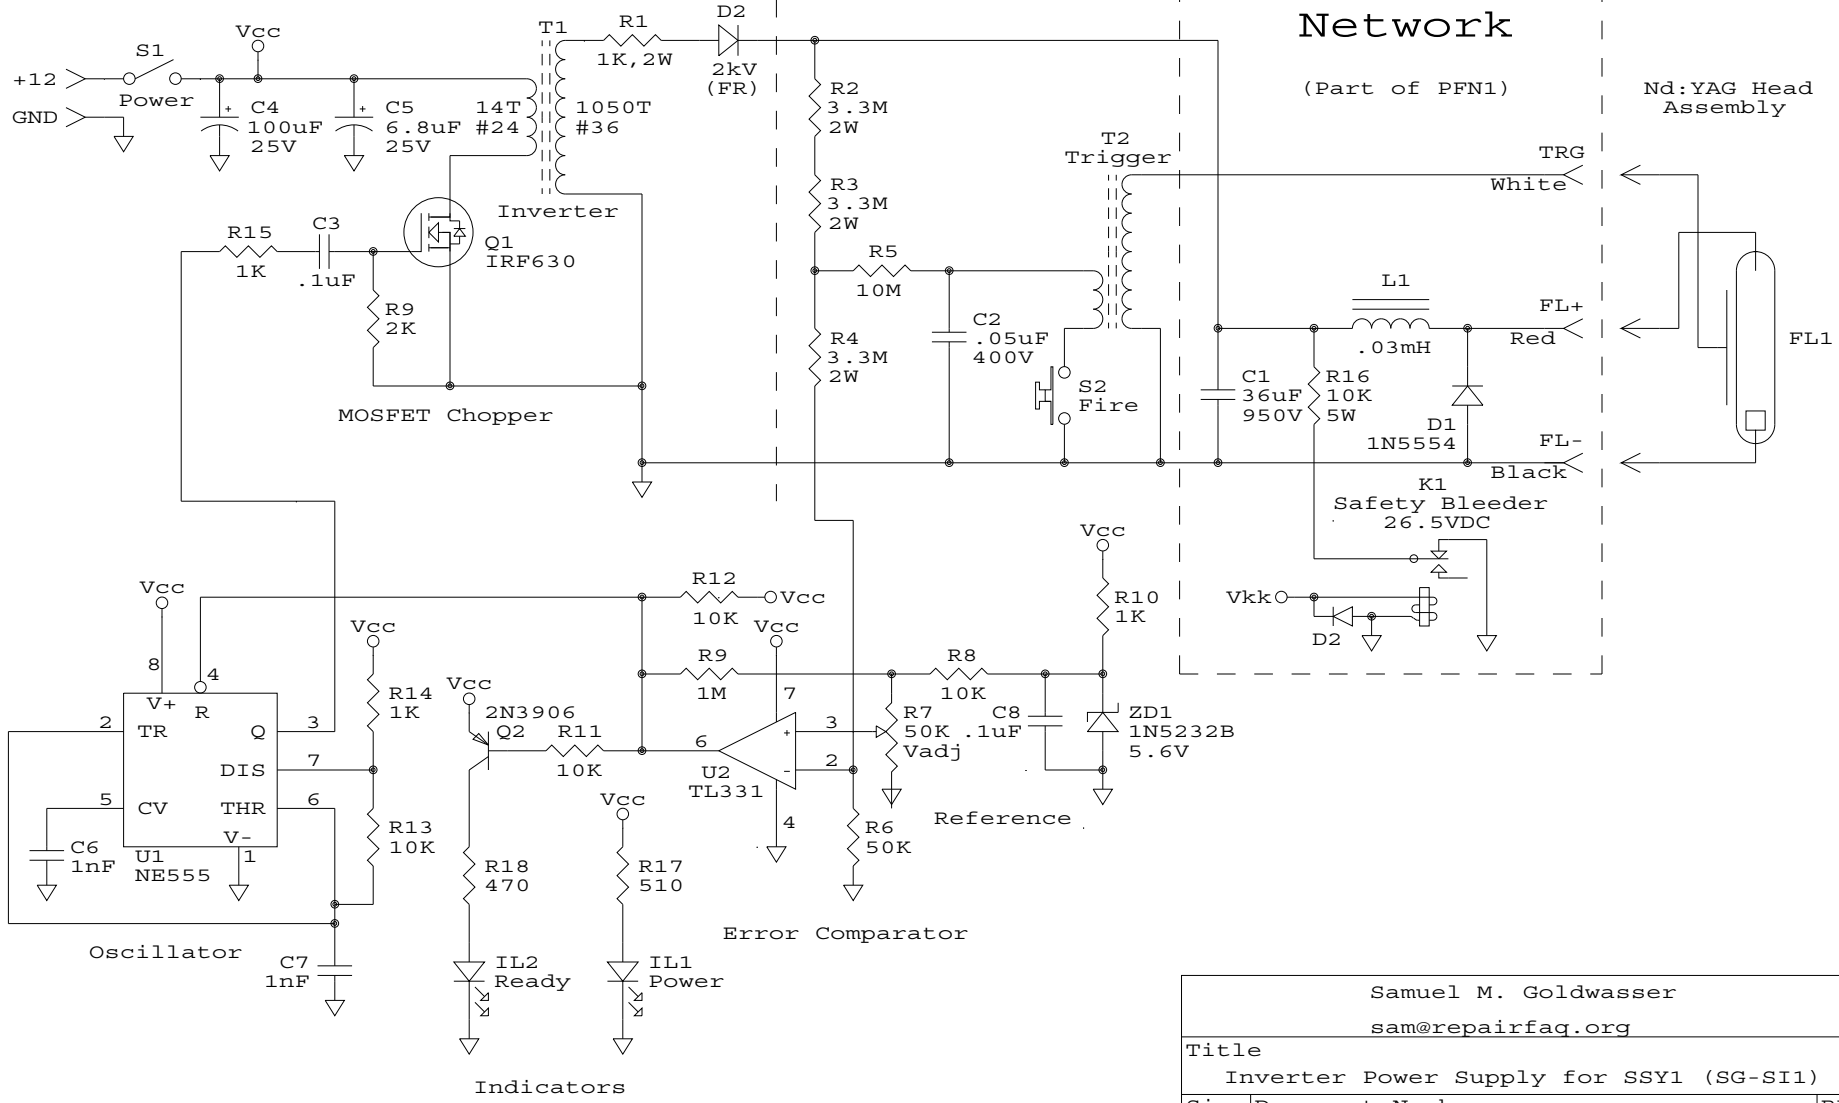 Network
(Part of PFN1)
Nd:YAG Head
Assembly
+12
GND
S1
Power
Vcc
C4
100uF
25V
C5
6.8uF
25V
T1
14T
#24
1050T
#36
Inverter
R1
1K,2W
D2
2kV
(FR)
R2
3.3M
2W
R3
3.3M
2W
R4
3.3M
2W
R5
10M
C2
.05uF
400V
T2
Trigger
S2
Fire
TRG
White
FL+
Red
FL-
Black
FL1
L1
.03mH
C1
36uF
950V
R16
10K
5W
D1
1N5554
K1
Safety Bleeder
26.5VDC
Vkk
D2
R15
1K
C3
.1uF
R9
2K
Q1
IRF630
MOSFET Chopper
Vcc
8
4
V+
R
2
TR
Q
3
DIS
7
5
CV
THR
6
V-
1
U1
NE555
C6
1nF
C7
1nF
Oscillator
Vcc
R14
1K
R13
10K
Vcc
2N3906
Q2
R11
10K
R18
470
IL2
Ready
Vcc
R17
510
IL1
Power
Indicators
R12
10K
Vcc
R9
1M
Vcc
7
6
3
+
2
-
4
U2
TL331
Error Comparator
R6
50K
R7
50K
Vadj
R8
10K
C8
.1uF
Vcc
R10
1K
ZD1
1N5232B
5.6V
Reference
Samuel M. Goldwasser
sam@repairfaq.org
Title
Inverter Power Supply for SSY1 (SG-SI1)